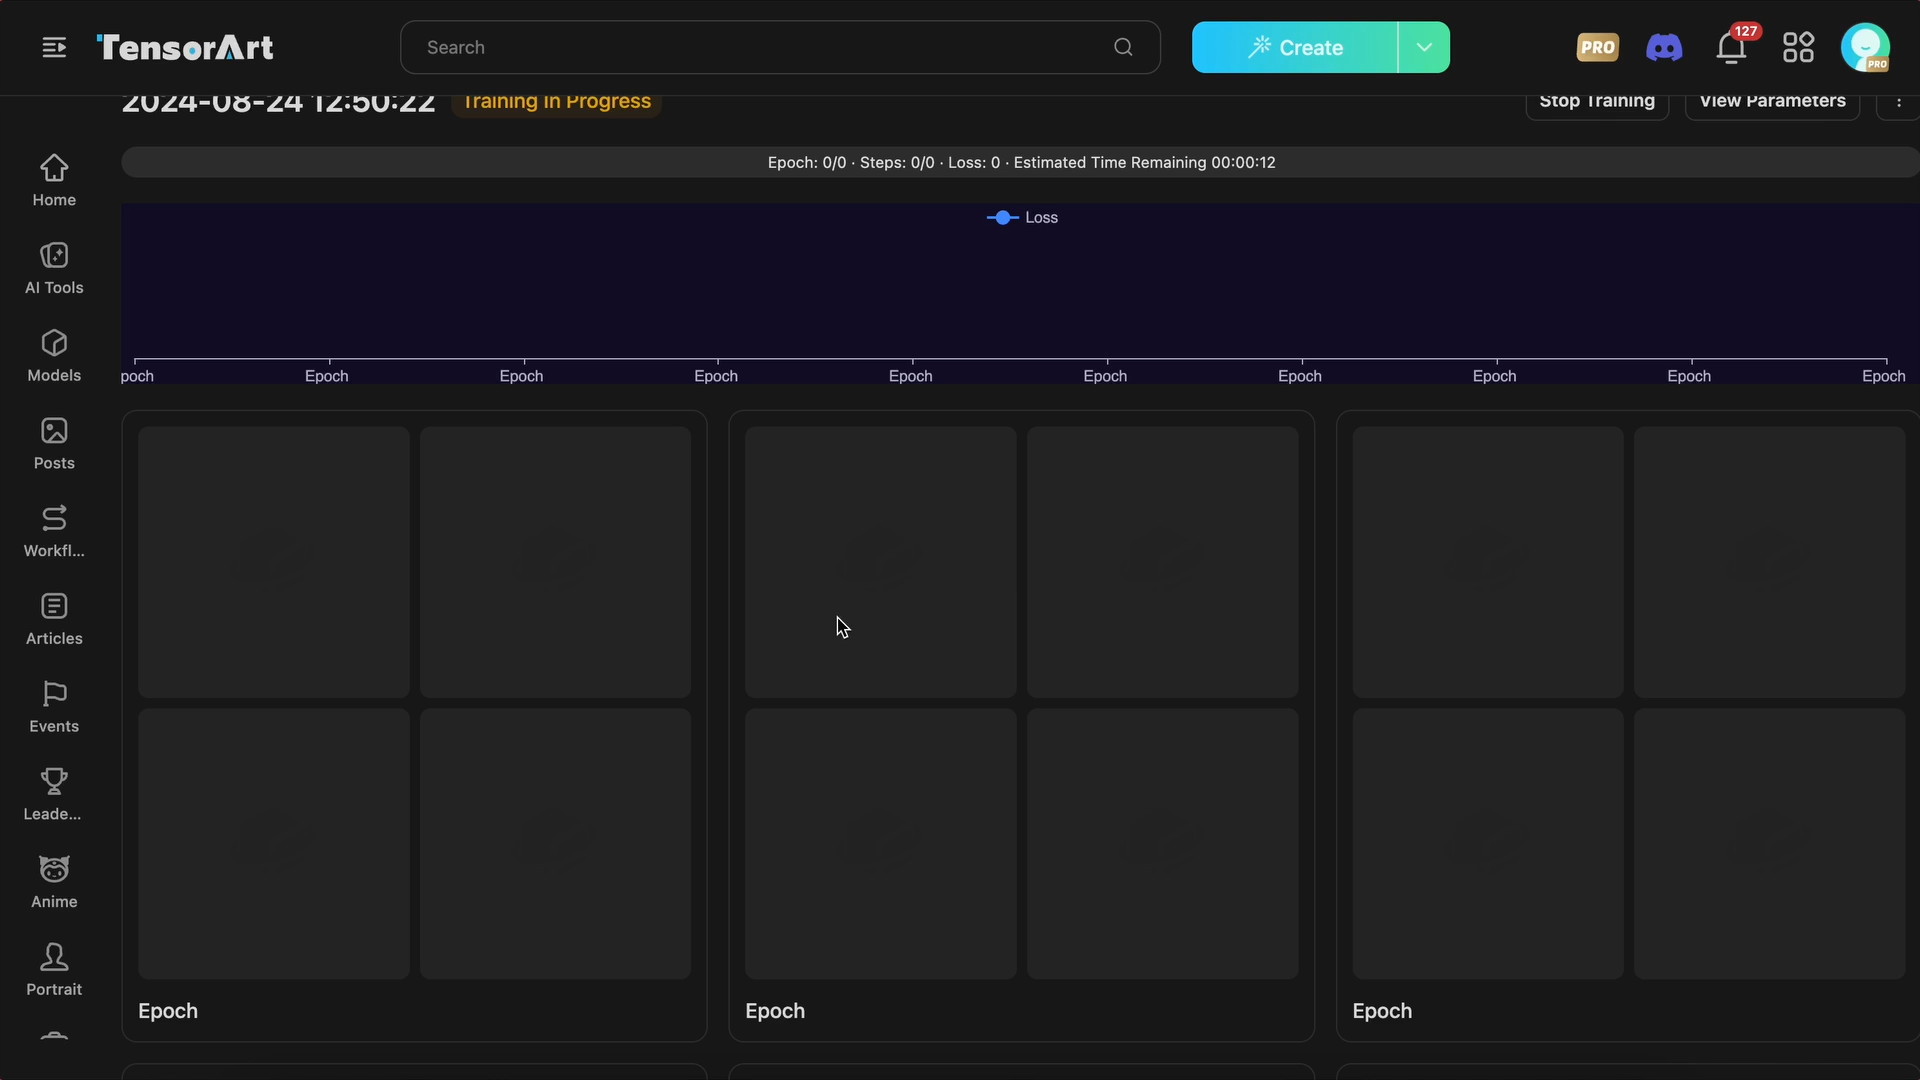 TensorArt
Search
Create
PRO
127
PRO
2024-08-24 12:50:22
Training In Progress
Stop Training
View Parameters
Epoch: 0/0 · Steps: 0/0 · Loss: 0 · Estimated Time Remaining 00:00:12
Loss
poch Epoch Epoch Epoch Epoch Epoch Epoch Epoch Epoch Epoch
Home
AI Tools
Models
Posts
Workfl...
Articles
Events
Leade...
Anime
Portrait
Epoch
Epoch
Epoch